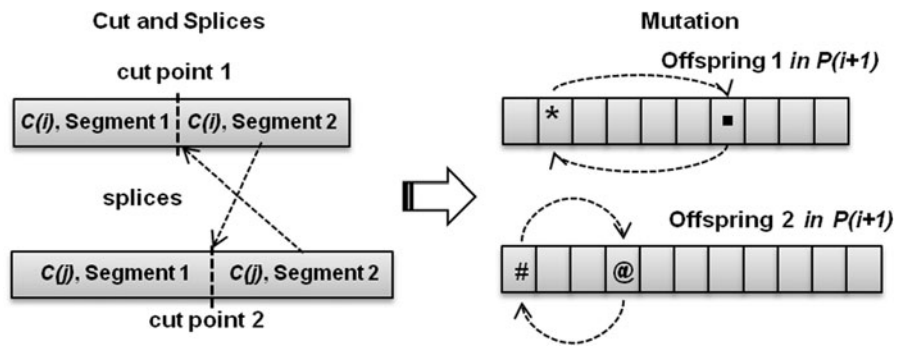 Cut and Splices
cut point 1
C(i), Segment 1
C(i), Segment 2
splices
C(j), Segment 1
C(j), Segment 2
cut point 2
Mutation
Offspring 1 in P(i+1)
* ■
Offspring 2 in P(i+1)
# @